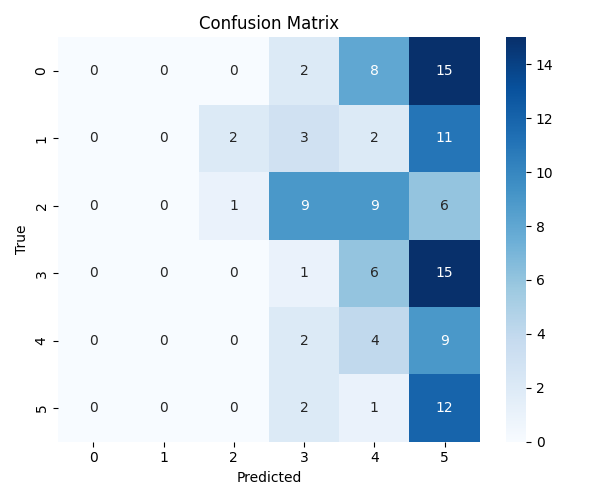 Confusion Matrix
0 0 0 0 2 8 15
1 0 0 2 3 2 11
2 0 0 1 9 9 6
3 0 0 0 1 6 15
4 0 0 0 2 4 9
5 0 0 0 2 1 12
0 1 2 3 4 5
True
Predicted
14
12
10
8
6
4
2
0